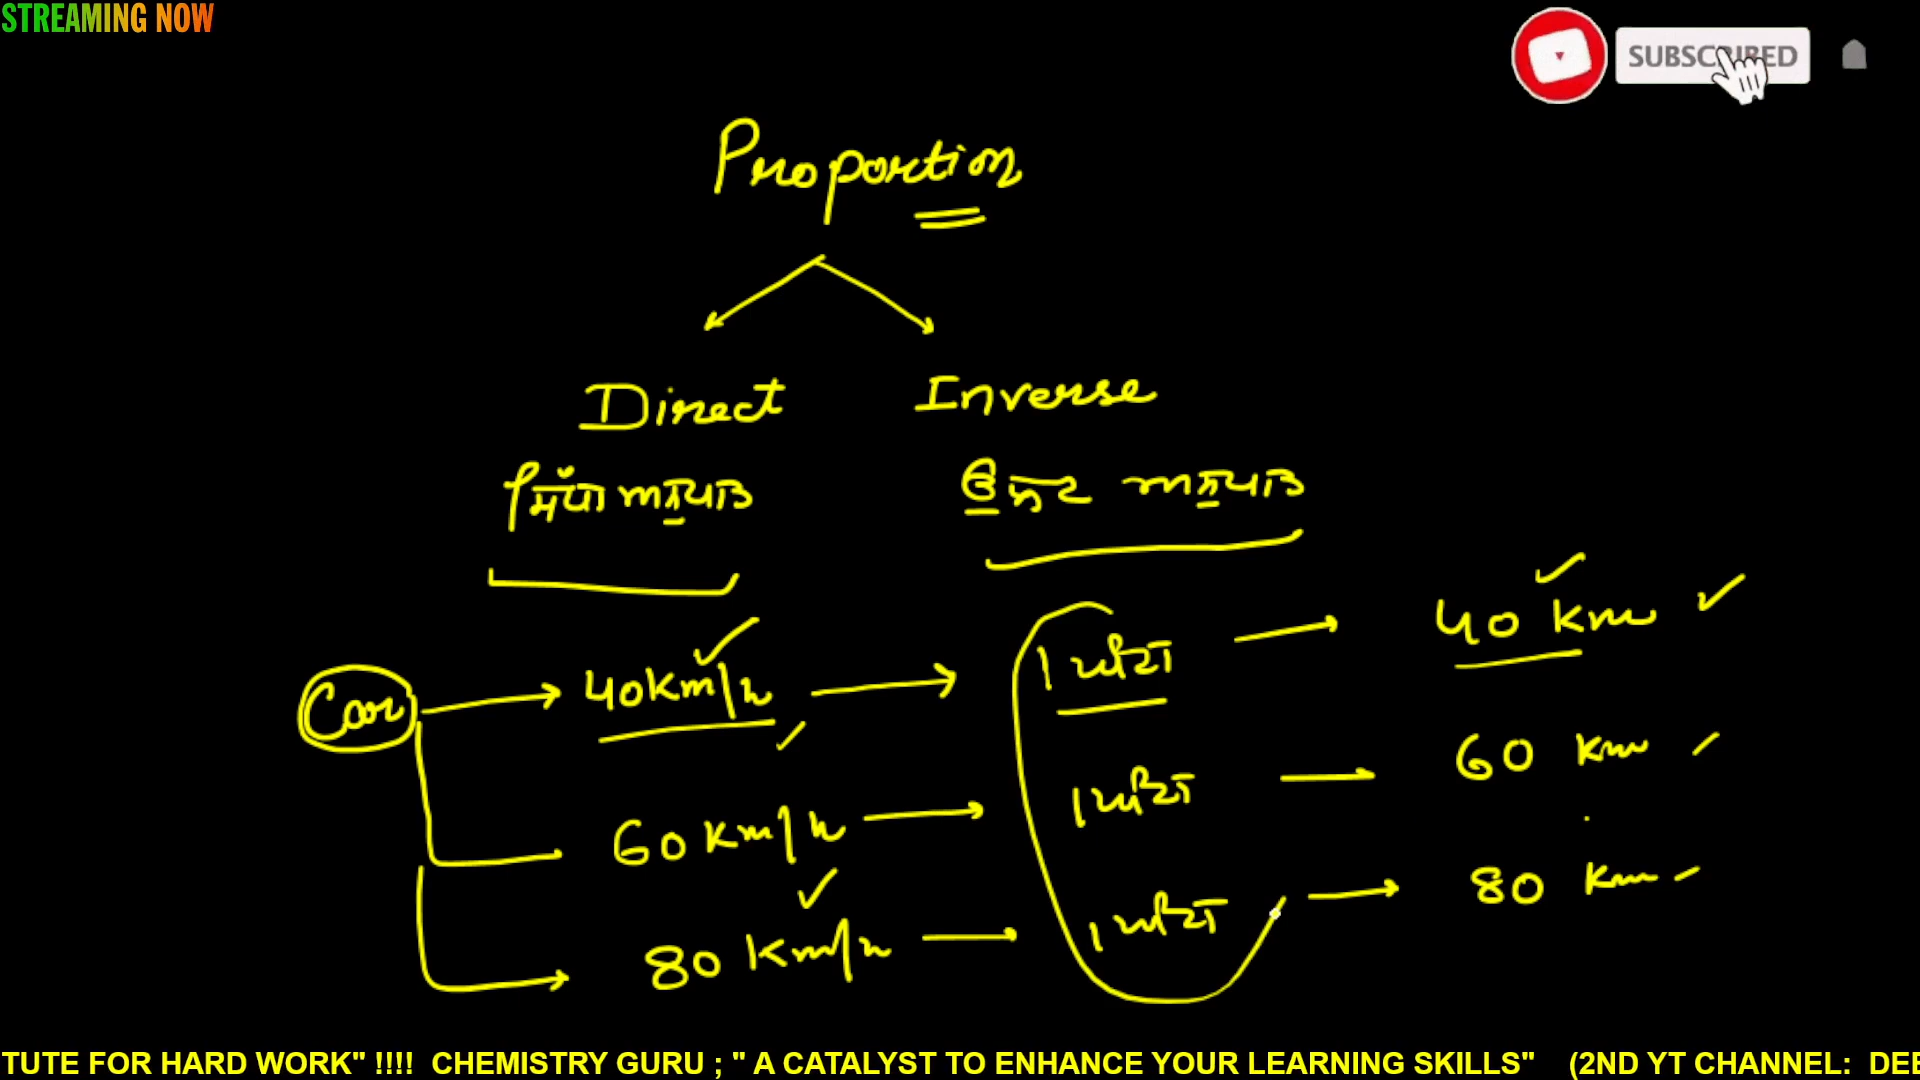 STREAMING NOW
SUBSCRIBED
Proportion
Direct Inverse
ਸਿੱਧਾ ਅਨੁਪਾਤ ਉਲਟ ਅਨੁਪਾਤ
Car 40km/h 1 ਘੰਟਾ 40 km
60 km/h 1 ਘੰਟਾ 60 km
80 km/h 1 ਘੰਟਾ 80 km
TUTE FOR HARD WORK" !!!! CHEMISTRY GURU ; " A CATALYST TO ENHANCE YOUR LEARNING SKILLS" (2ND YT CHANNEL: DEE